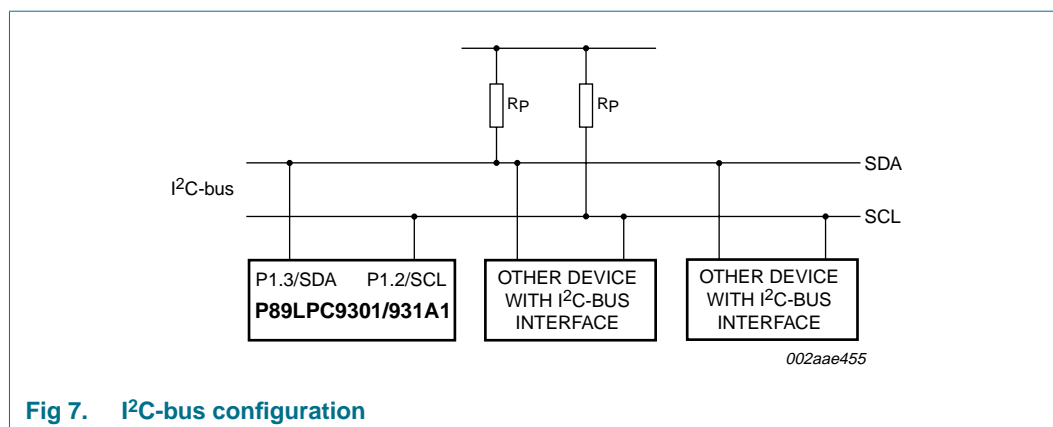 RP RP
SDA
I2C-bus
SCL
P1.3/SDA P1.2/SCL
P89LPC9301/931A1
OTHER DEVICE
WITH I2C-BUS
INTERFACE
OTHER DEVICE
WITH I2C-BUS
INTERFACE
002aae455
Fig 7. I2C-bus configuration